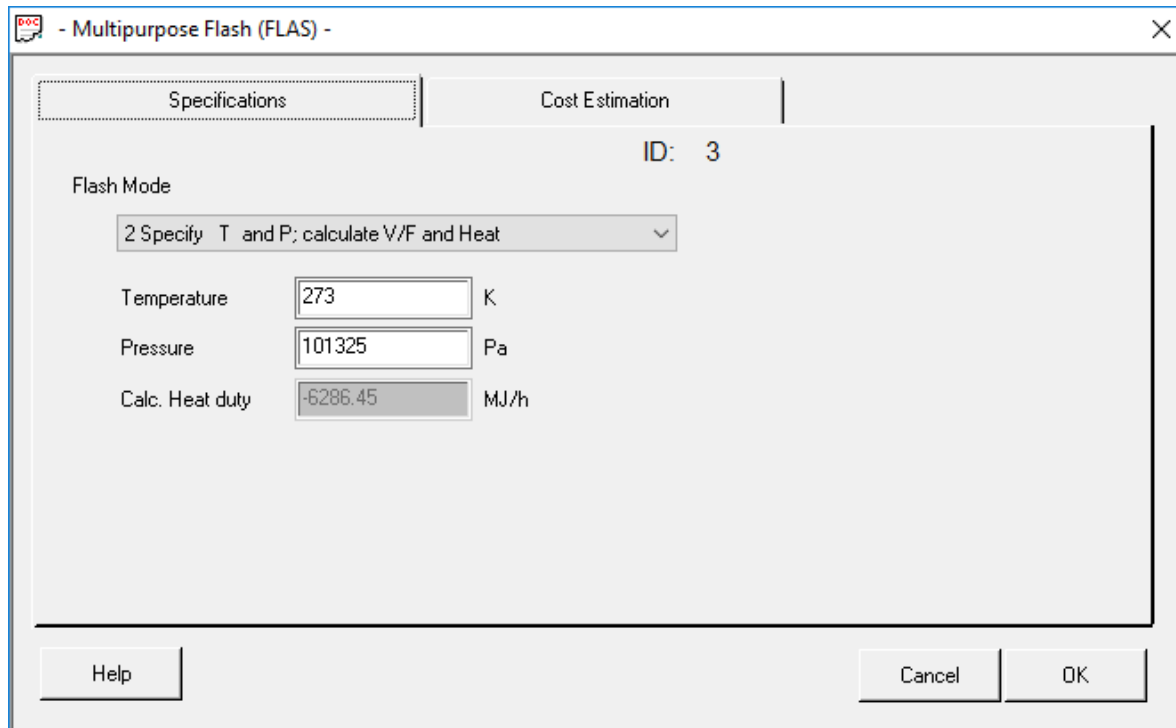 DOC
- Multipurpose Flash (FLAS) -
Specifications
Cost Estimation
ID: 3
Flash Mode
2 Specify T and P; calculate V/F and Heat
Temperature 273 K
Pressure 101325 Pa
Calc. Heat duty -6286.45 MJ/h
Help
Cancel
OK